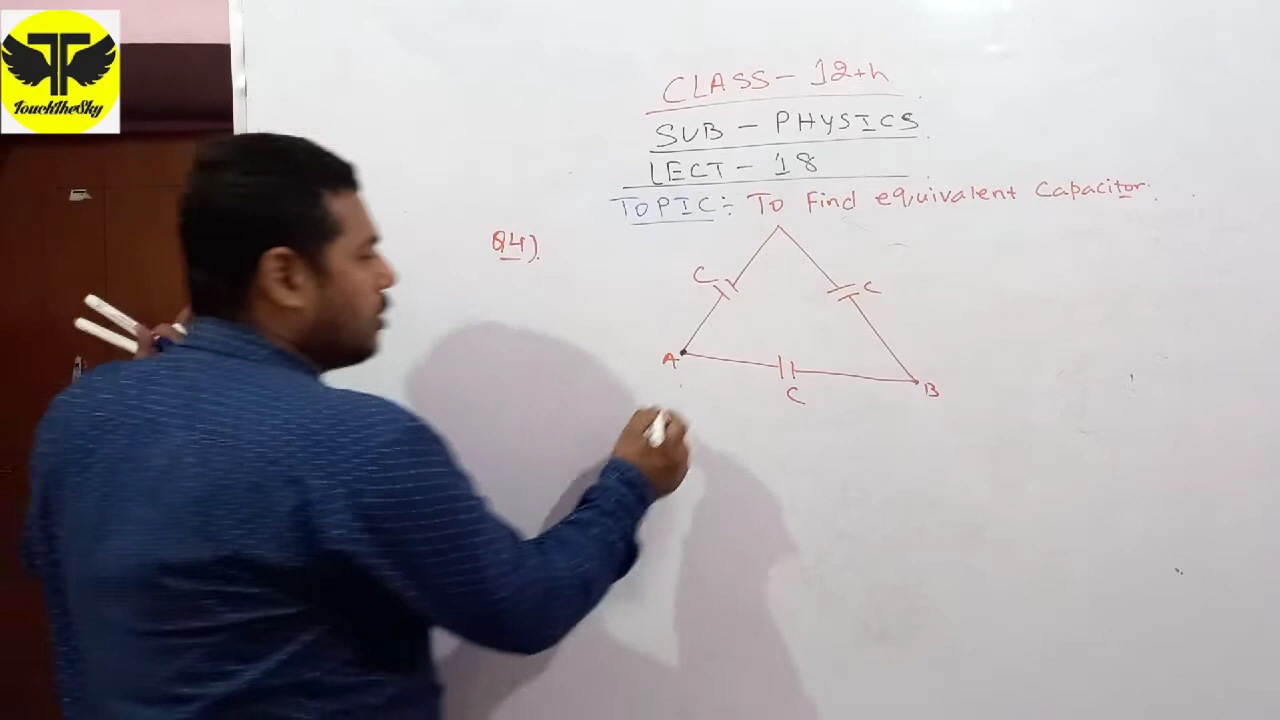 TouchTheSky
CLASS - 12th
SUB - PHYSICS
LECT - 18
TOPIC :- To Find equivalent Capacitor.
Q4).
C
C
A
B
C